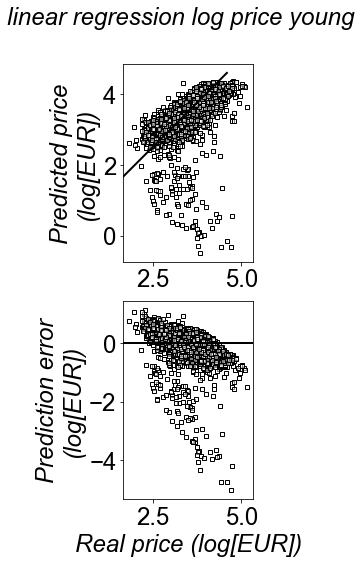 linear regression log price young
Predicted price
(log[EUR])
4
2
0
2.5 5.0
Prediction error
(log[EUR])
0
−2
−4
2.5 5.0
Real price (log[EUR])